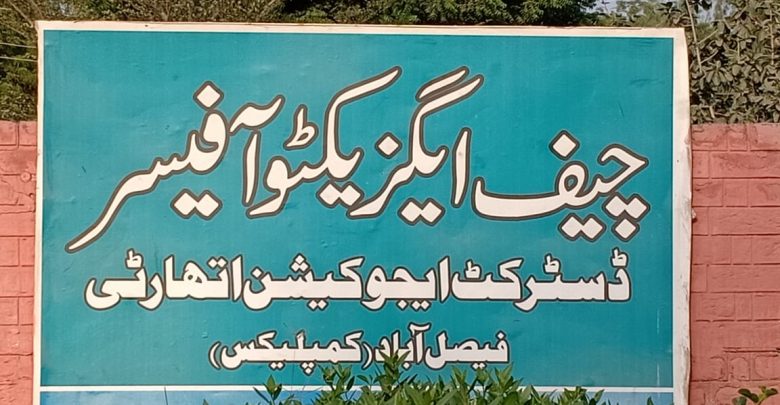 چیف ایگزیکٹو آفیسر
ڈسٹرکٹ ایجوکیشن اتھارٹی
فیصل آباد (کمپلیکس)